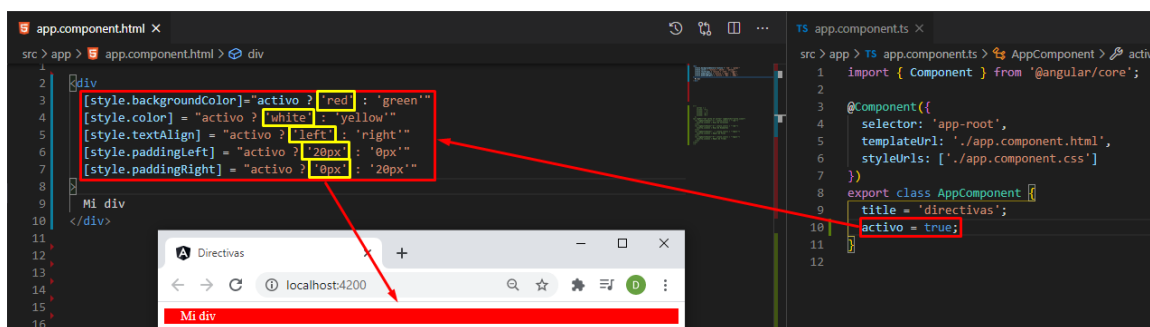 app.component.html
src > app > app.component.html > div
1
2 <div
3 [style.backgroundColor]="activo ? 'red' : 'green'"
4 [style.color] = "activo ? 'white' : 'yellow'"
5 [style.textAlign] = "activo ? 'left' : 'right'"
6 [style.paddingLeft] = "activo ? '20px' : '0px'"
7 [style.paddingRight] = "activo ? '0px' : '20px'"
8 >
9 Mi div
10 </div>
11
12
13
14
15
16
Directivas
localhost:4200
D
Mi div
TS app.component.ts
src > app > TS app.component.ts > AppComponent > activ
1 import { Component } from '@angular/core';
2
3 @Component({
4 selector: 'app-root',
5 templateUrl: './app.component.html',
6 styleUrls: ['./app.component.css']
7 })
8 export class AppComponent {
9 title = 'directivas';
10 activo = true;
11 }
12